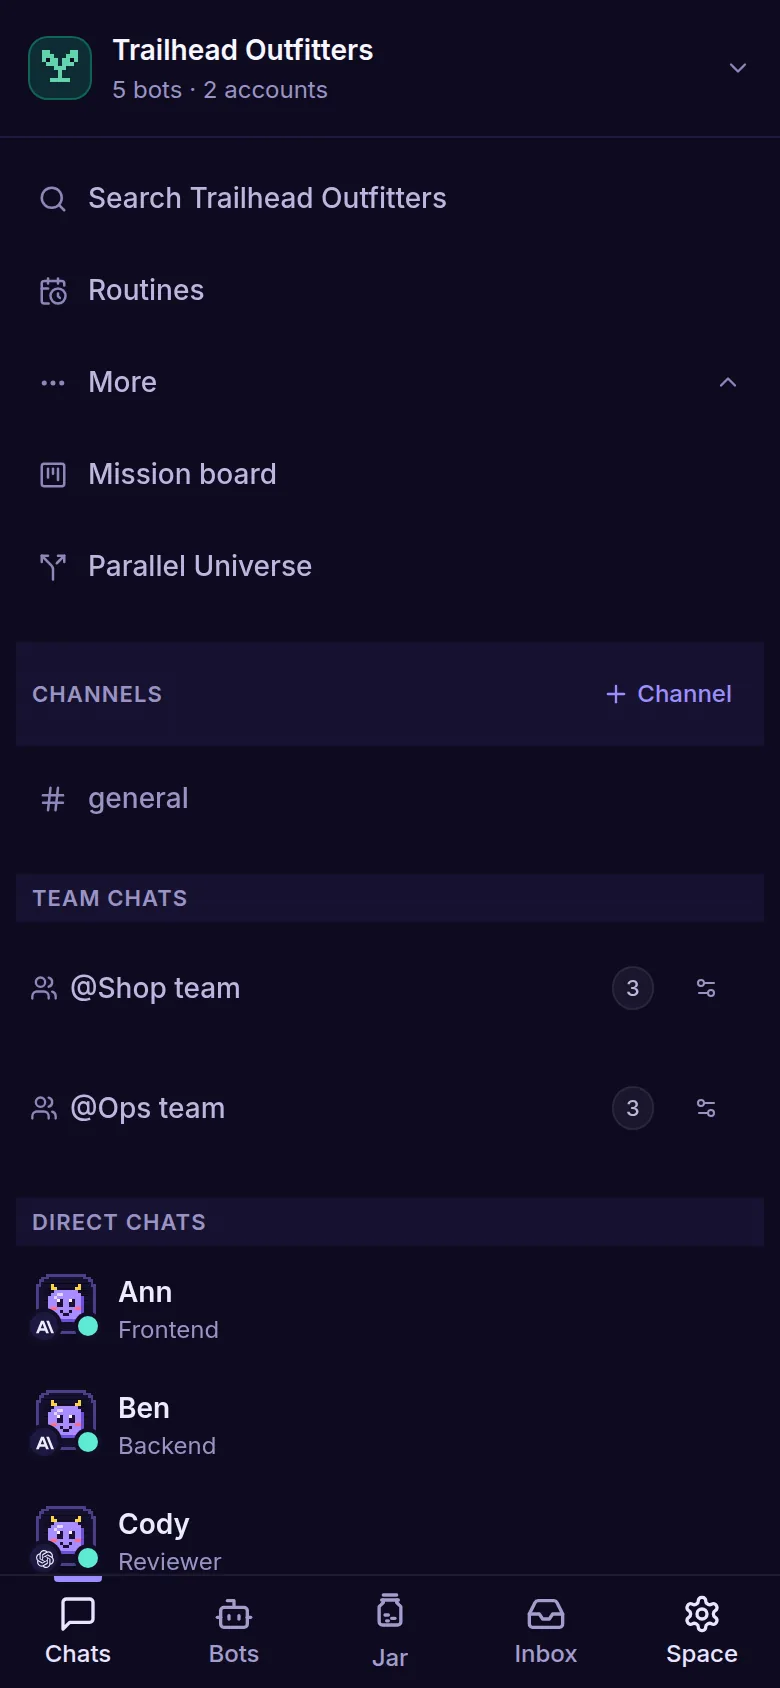 Trailhead Outfitters
5 bots · 2 accounts
Search Trailhead Outfitters
Routines
More
Mission board
Parallel Universe
CHANNELS
+ Channel
# general
TEAM CHATS
@Shop team
3
@Ops team
3
DIRECT CHATS
Ann
Frontend
Ben
Backend
Cody
Reviewer
Chats
Bots
Jar
Inbox
Space